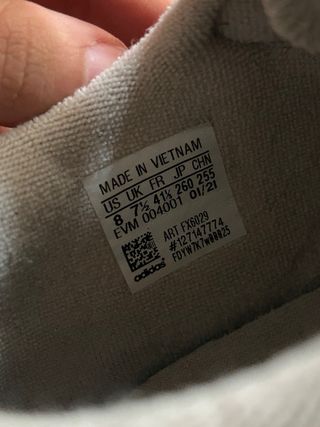 MADE IN VIETNAM
US UK FR JP CHN
8 7½ 41⅓ 260 255
EVM 004001 01/21
ART FX6029
#127147774
FDYW7K7W00025
adidas